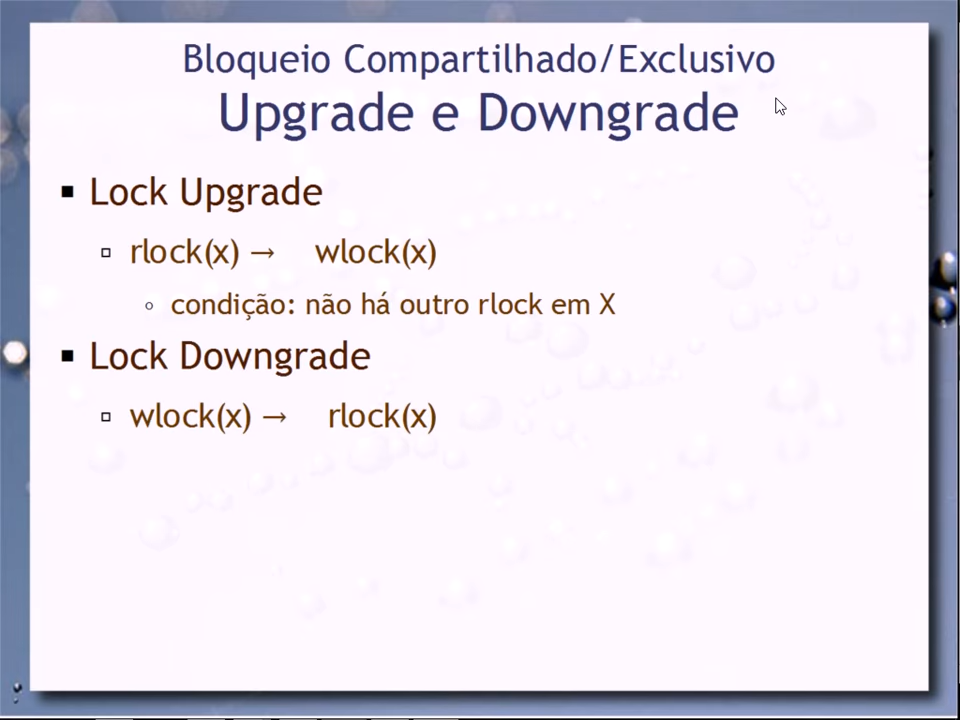 Bloqueio Compartilhado/Exclusivo
Upgrade e Downgrade
▪ Lock Upgrade
▫ rlock(x) → wlock(x)
◦ condição: não há outro rlock em X
▪ Lock Downgrade
▫ wlock(x) → rlock(x)